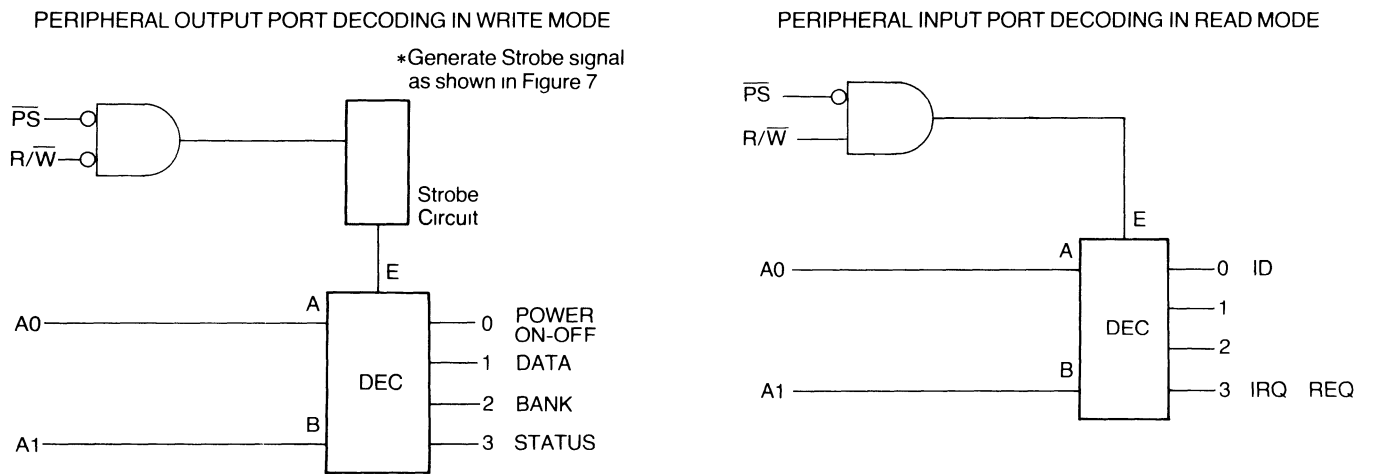 PERIPHERAL OUTPUT PORT DECODING IN WRITE MODE
*Generate Strobe signal
as shown in Figure 7
P̅S̅
R/W̅
Strobe
Circuit
E
A
A0
0 POWER
ON-OFF
1 DATA
DEC
2 BANK
B
A1
3 STATUS
PERIPHERAL INPUT PORT DECODING IN READ MODE
P̅S̅
R/W̅
E
A
A0
0 ID
1
DEC
2
B
A1
3 IRQ REQ